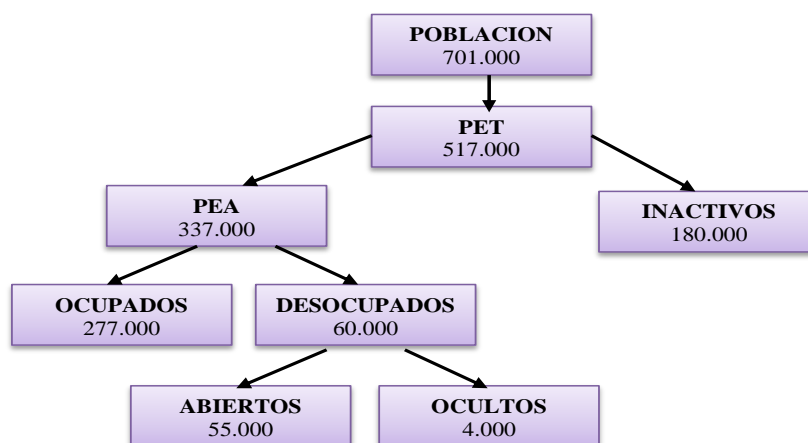 POBLACION
701.000
PET
517.000
PEA
337.000
INACTIVOS
180.000
OCUPADOS
277.000
DESOCUPADOS
60.000
ABIERTOS
55.000
OCULTOS
4.000